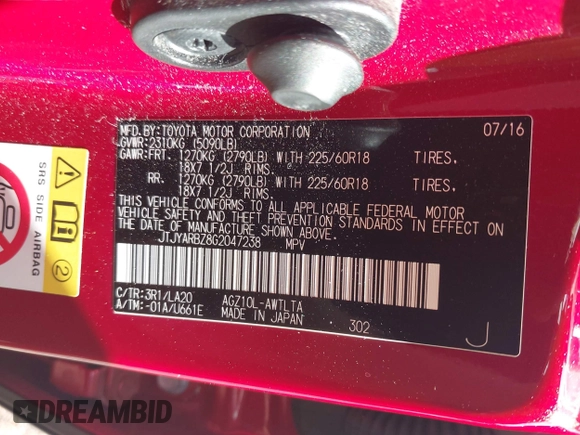 MFD.BY:TOYOTA MOTOR CORPORATION 07/16
GVWR:2310KG (5090LB)
GAWR:FRT. 1270KG (2790LB) WITH 225/60R18 TIRES.
18X7 1/2J RIMS.
RR. 1270KG (2790LB) WITH 225/60R18 TIRES.
18X7 1/2J RIMS
THIS VEHICLE CONFORMS TO ALL APPLICABLE FEDERAL MOTOR
VEHICLE SAFETY AND THEFT PREVENTION STANDARDS IN EFFECT ON
THE DATE OF MANUFACTURE SHOWN ABOVE.
JTJYARBZ8G2047238 MPV
C/TR:3R1/LA20 AGZ10L-AWTLTA
A/TM:-01A/U661E MADE IN JAPAN 302 J
SRS SIDE AIRBAG
2
DREAMBID